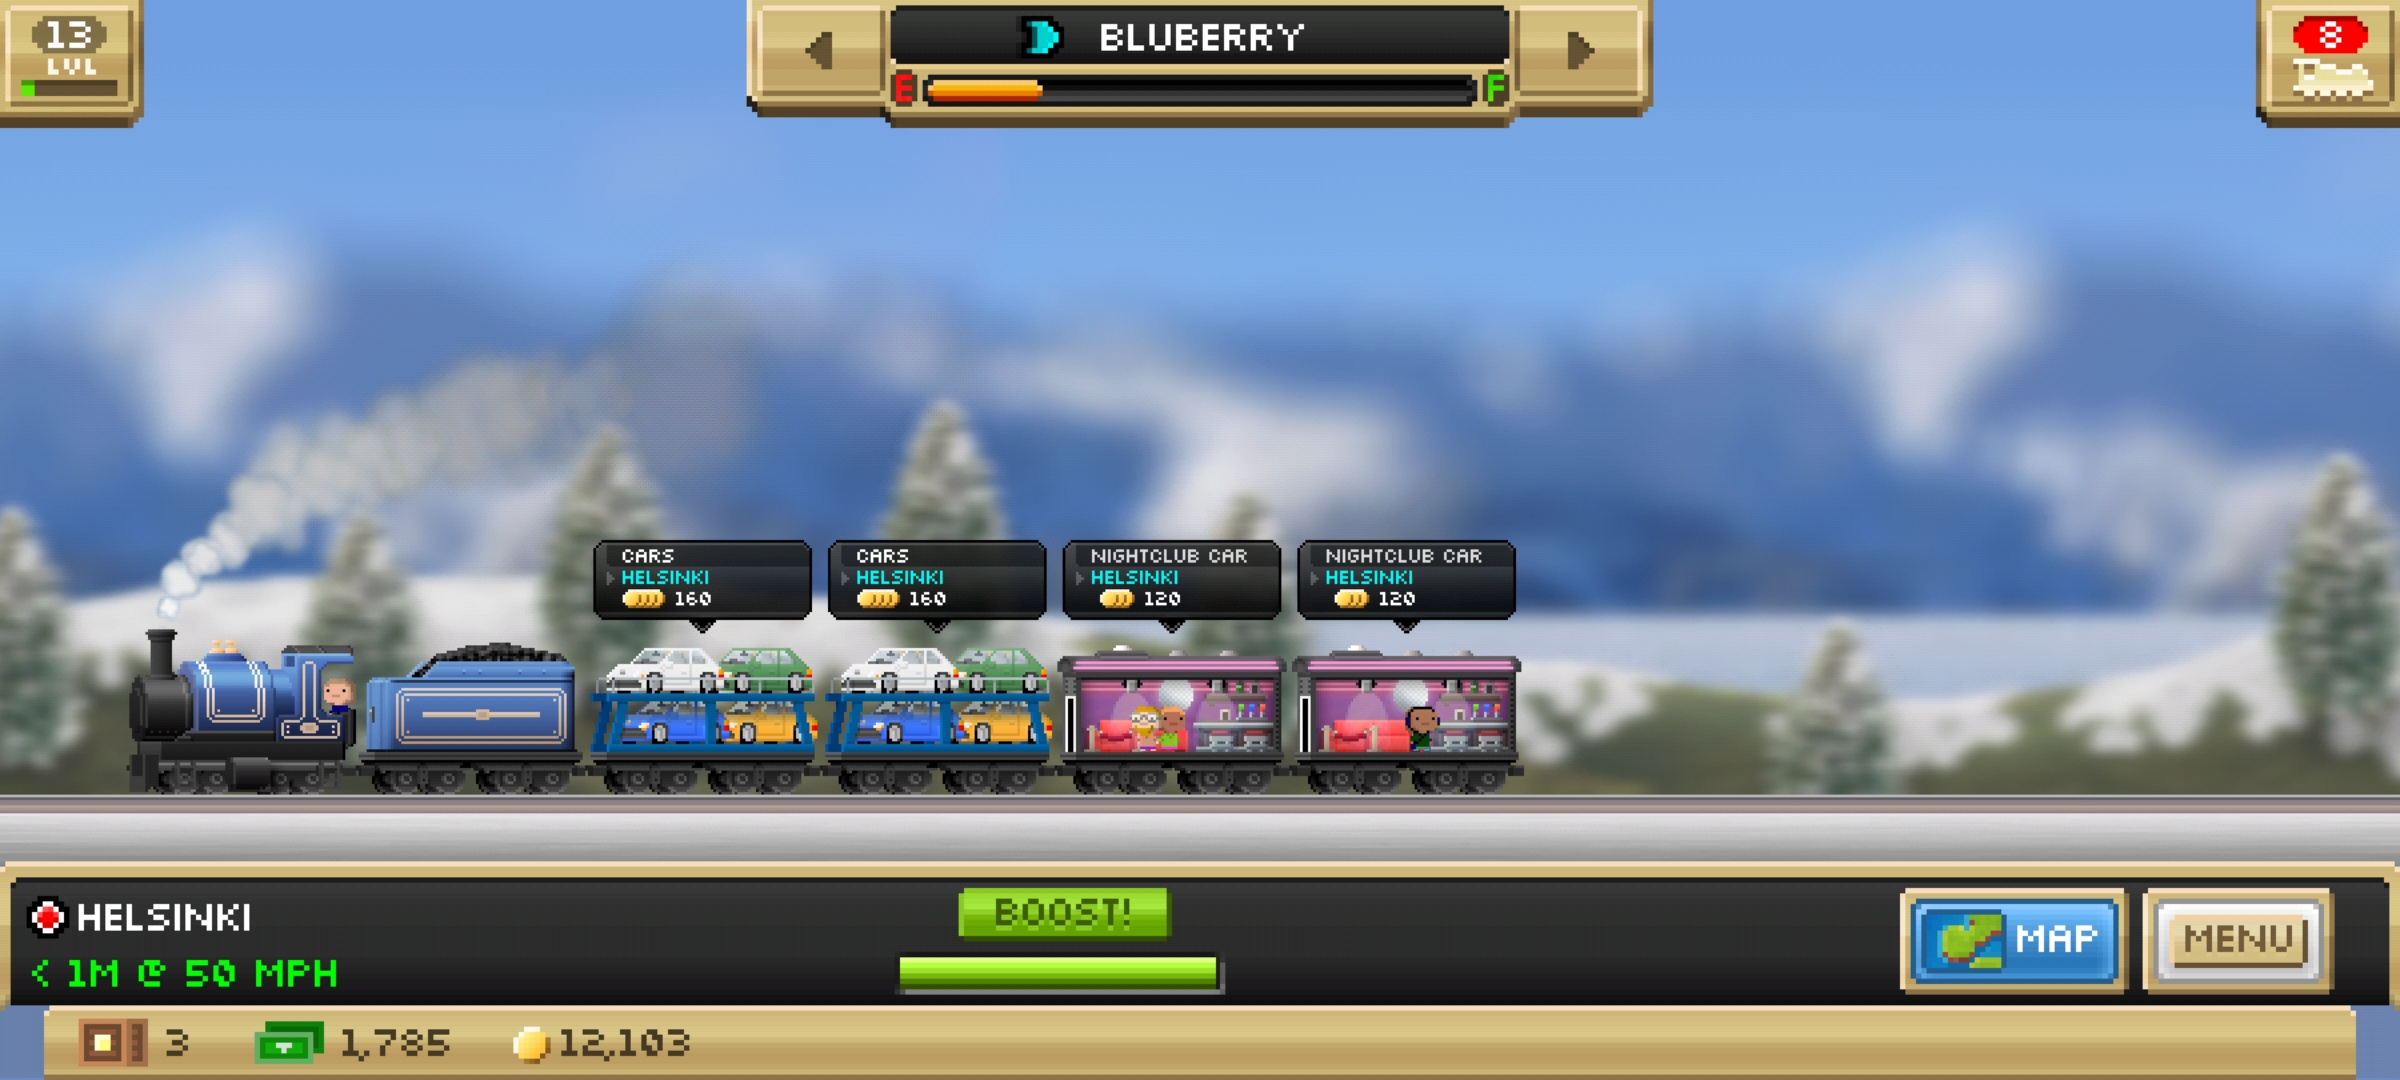 13
LVL
BLUBERRY
E
F
8
CARS
HELSINKI
160
CARS
HELSINKI
160
NIGHTCLUB CAR
HELSINKI
120
NIGHTCLUB CAR
HELSINKI
120
HELSINKI
< 1M @ 50 MPH
BOOST!
MAP
MENU
3
1,785
12,103